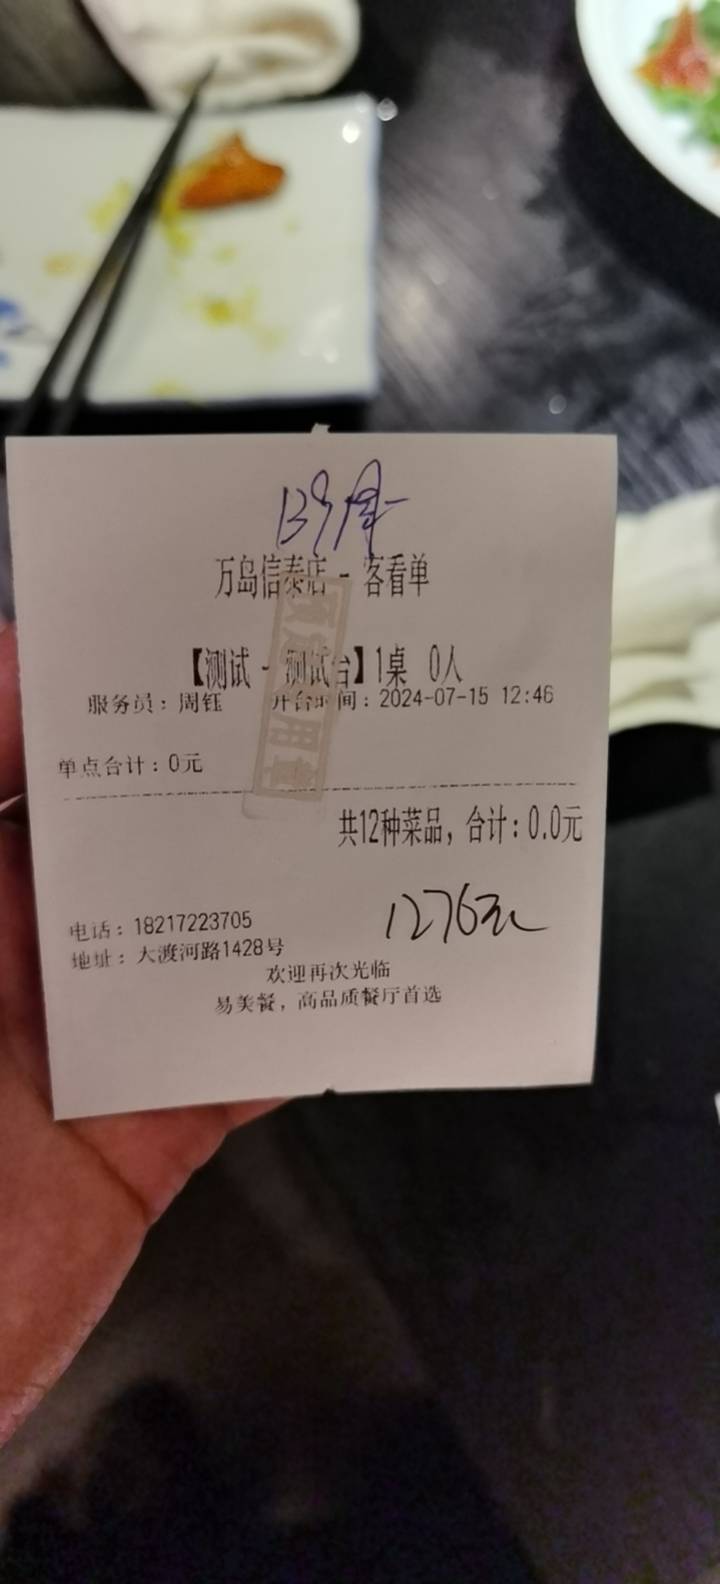 万岛信泰店 - 客看单
【测试 - 测试台】1桌 0人
服务员：周钰 开台时间：2024-07-15 12:46
单点合计：0元
共12种菜品，合计：0.0元
1276元
电话：18217223705
地址：大渡河路1428号
欢迎再次光临
易美餐，高品质餐厅首选